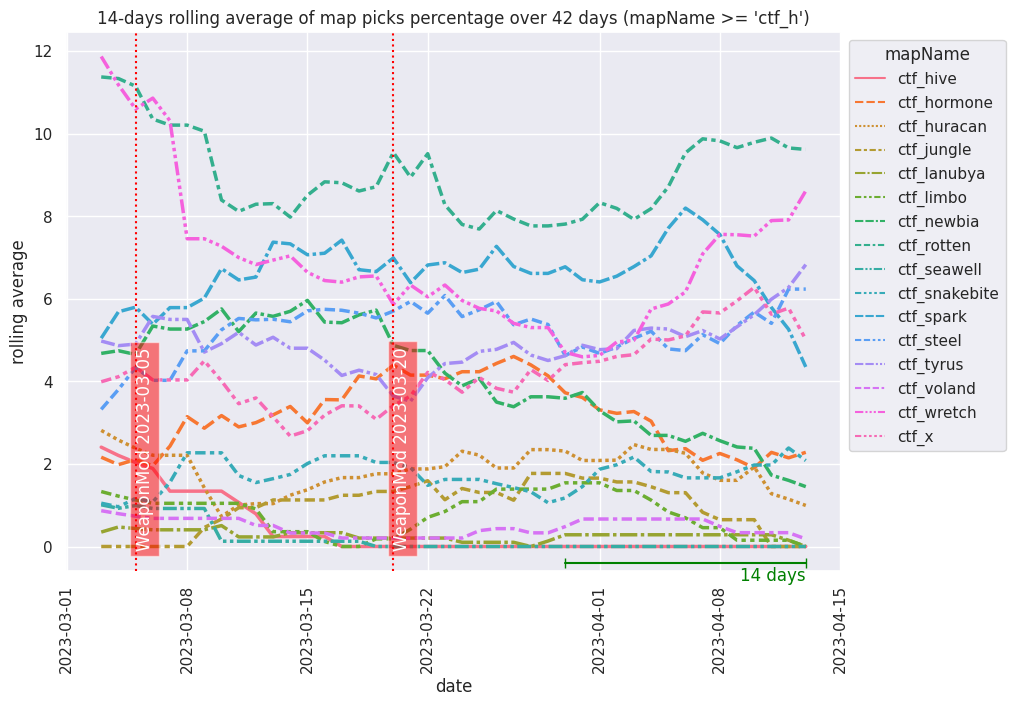 14-days rolling average of map picks percentage over 42 days (mapName >= 'ctf_h')
12
10
8
6
4
2
0
rolling average
WeaponMod 2023-03-05
WeaponMod 2023-03-20
14 days
2023-03-01
2023-03-08
2023-03-15
2023-03-22
2023-04-01
2023-04-08
2023-04-15
date
mapName
ctf_hive
ctf_hormone
ctf_huracan
ctf_jungle
ctf_lanubya
ctf_limbo
ctf_newbia
ctf_rotten
ctf_seawell
ctf_snakebite
ctf_spark
ctf_steel
ctf_tyrus
ctf_voland
ctf_wretch
ctf_x